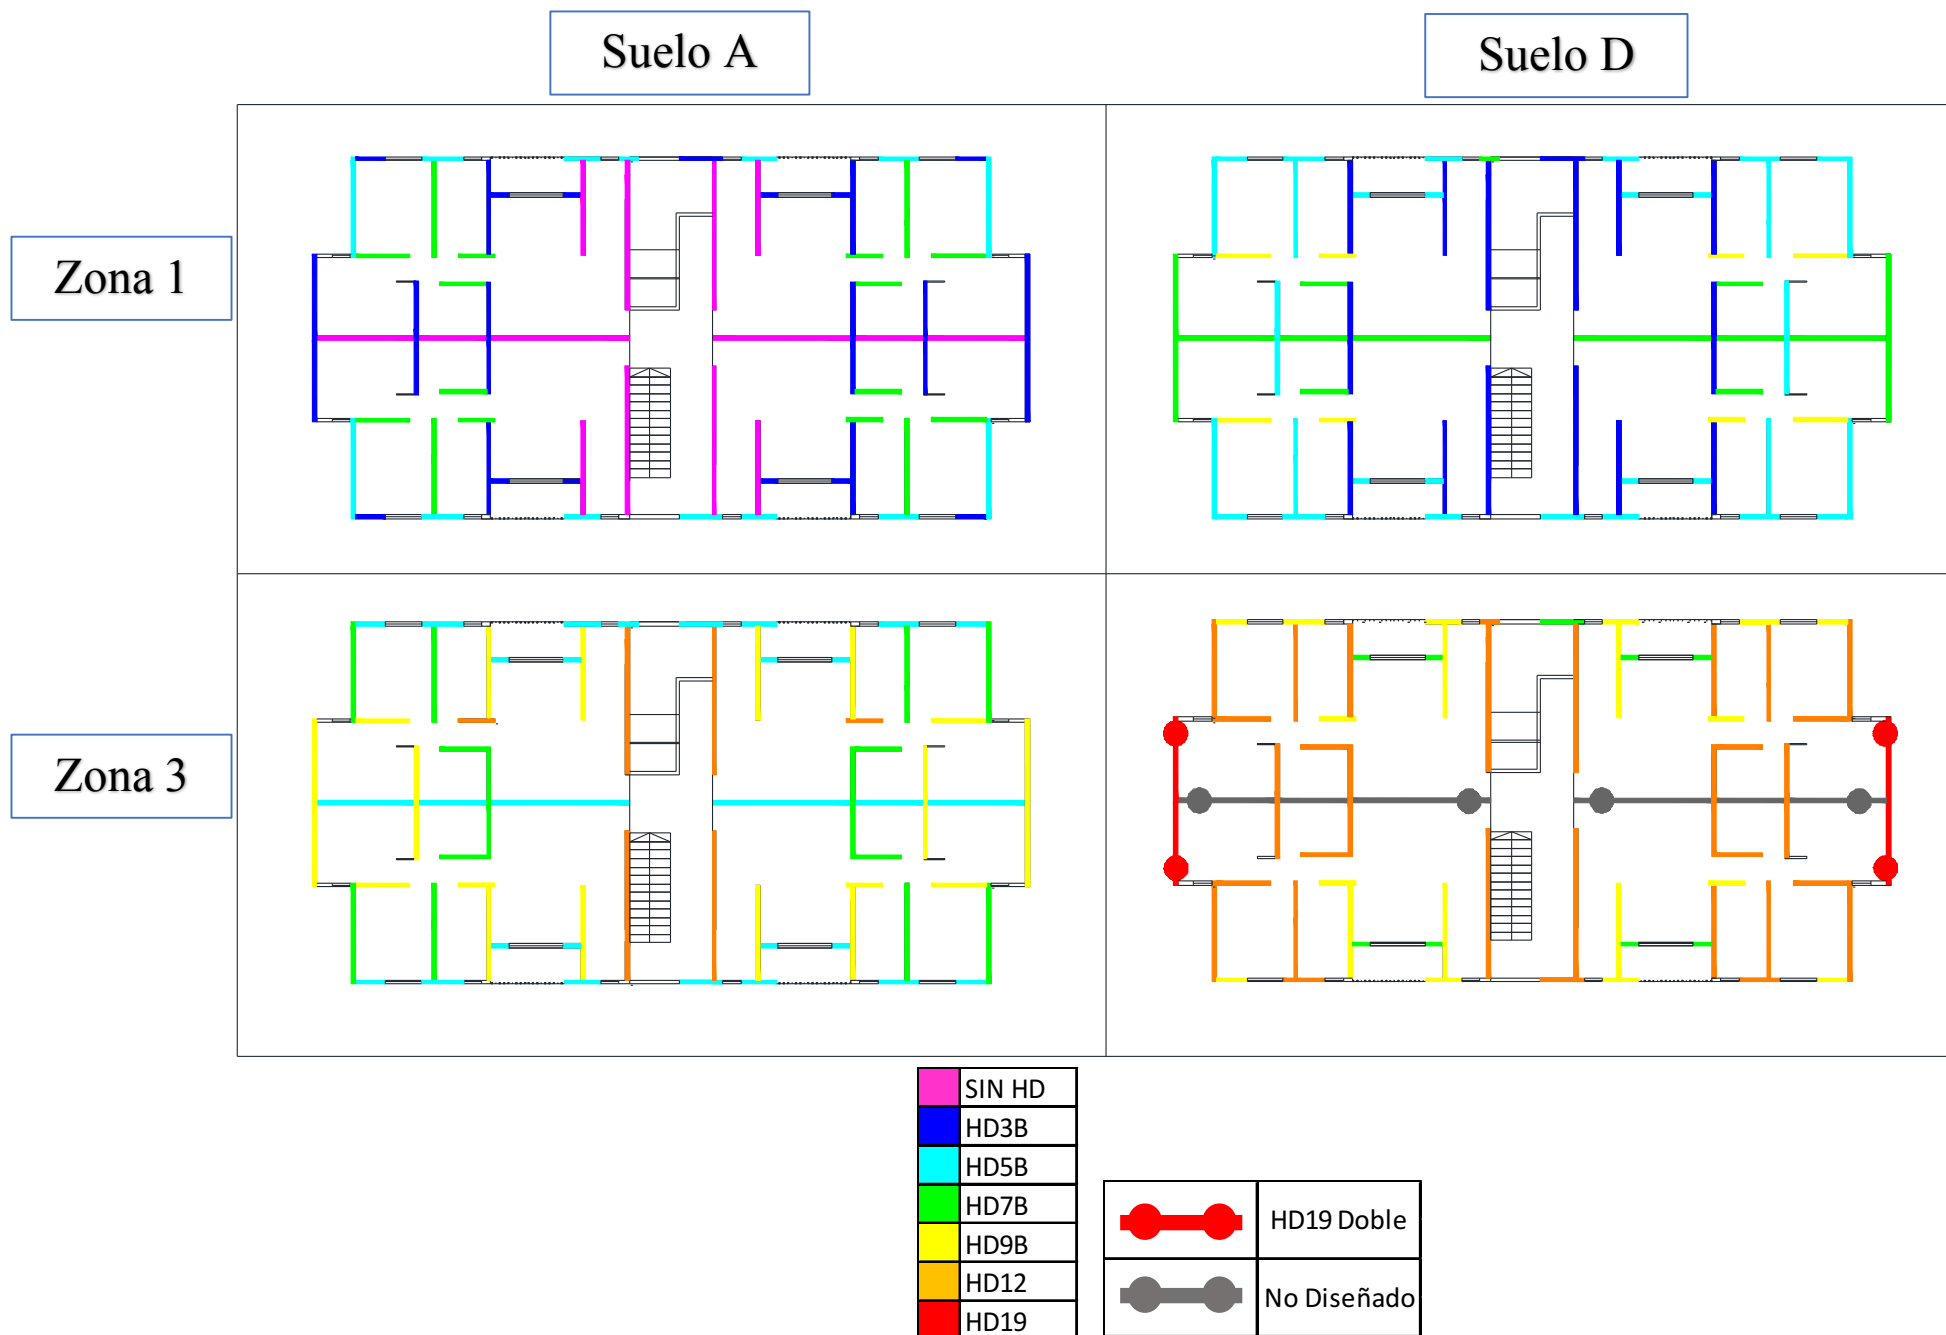 Suelo A
Suelo D
Zona 1
Zona 3
SIN HD
HD3B
HD5B
HD7B
HD9B
HD12
HD19
HD19 Doble
No Diseñado